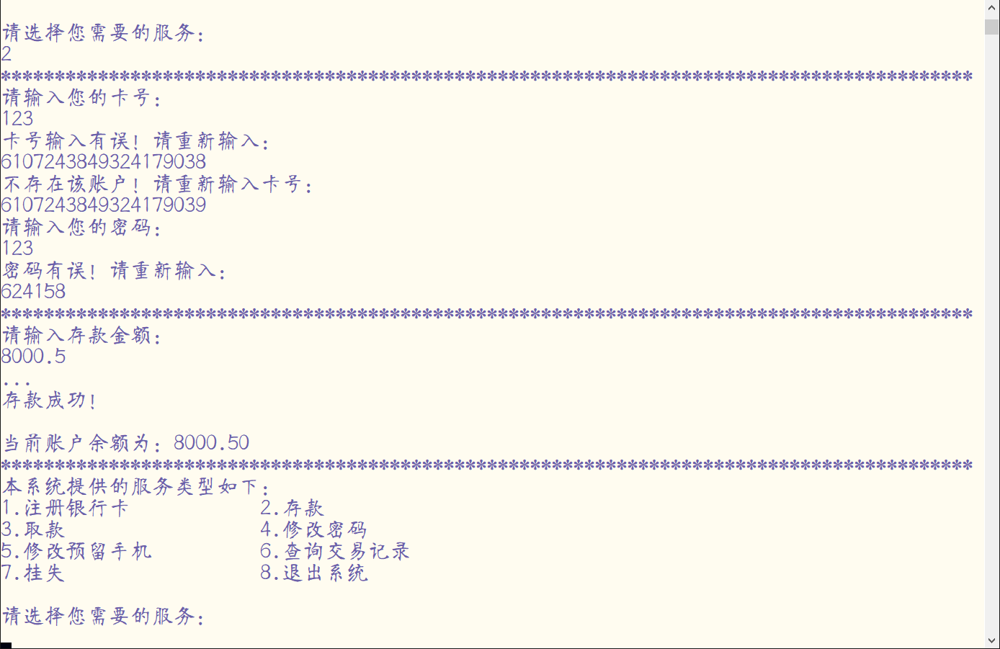 请选择您需要的服务：
2
******************************************************************************************
请输入您的卡号：
123
卡号输入有误！请重新输入：
6107243849324179038
不存在该账户！请重新输入卡号：
6107243849324179039
请输入您的密码：
123
密码有误！请重新输入：
624158
******************************************************************************************
请输入存款金额：
8000.5
...
存款成功！
当前账户余额为：8000.50
******************************************************************************************
本系统提供的服务类型如下：
1.注册银行卡 2.存款
3.取款 4.修改密码
5.修改预留手机 6.查询交易记录
7.挂失 8.退出系统
请选择您需要的服务：